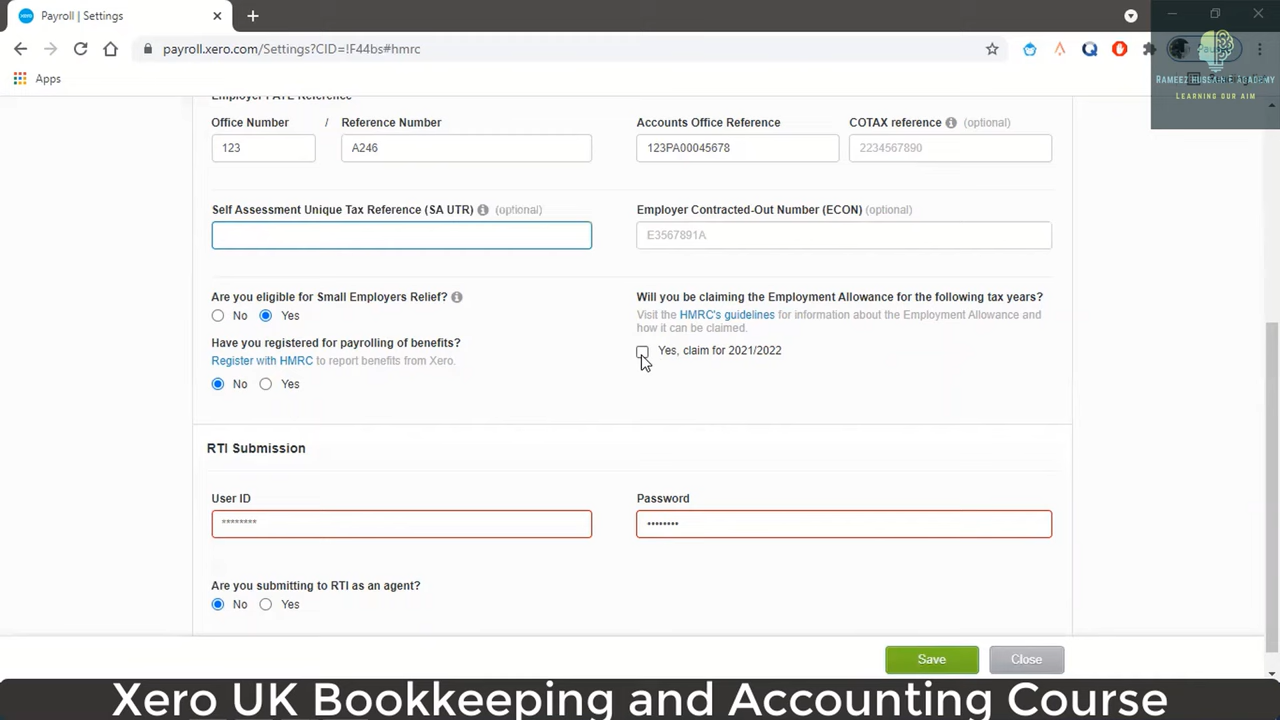 Payroll | Settings
payroll.xero.com/Settings?CID=!F44bs#hmrc
Apps
RAMEEZ HUSSAIN E ACADEMY
LEARNING OUR AIM
Employer PAYE Reference
Office Number / Reference Number
Accounts Office Reference
COTAX reference (optional)
123
A246
123PA00045678
2234567890
Self Assessment Unique Tax Reference (SA UTR) (optional)
Employer Contracted-Out Number (ECON) (optional)
E3567891A
Are you eligible for Small Employers Relief?
No Yes
Have you registered for payrolling of benefits?
Register with HMRC to report benefits from Xero.
No Yes
Will you be claiming the Employment Allowance for the following tax years?
Visit the HMRC's guidelines for information about the Employment Allowance and
how it can be claimed.
Yes, claim for 2021/2022
RTI Submission
User ID
Password
********
••••••••
Are you submitting to RTI as an agent?
No Yes
Save
Close
Xero UK Bookkeeping and Accounting Course